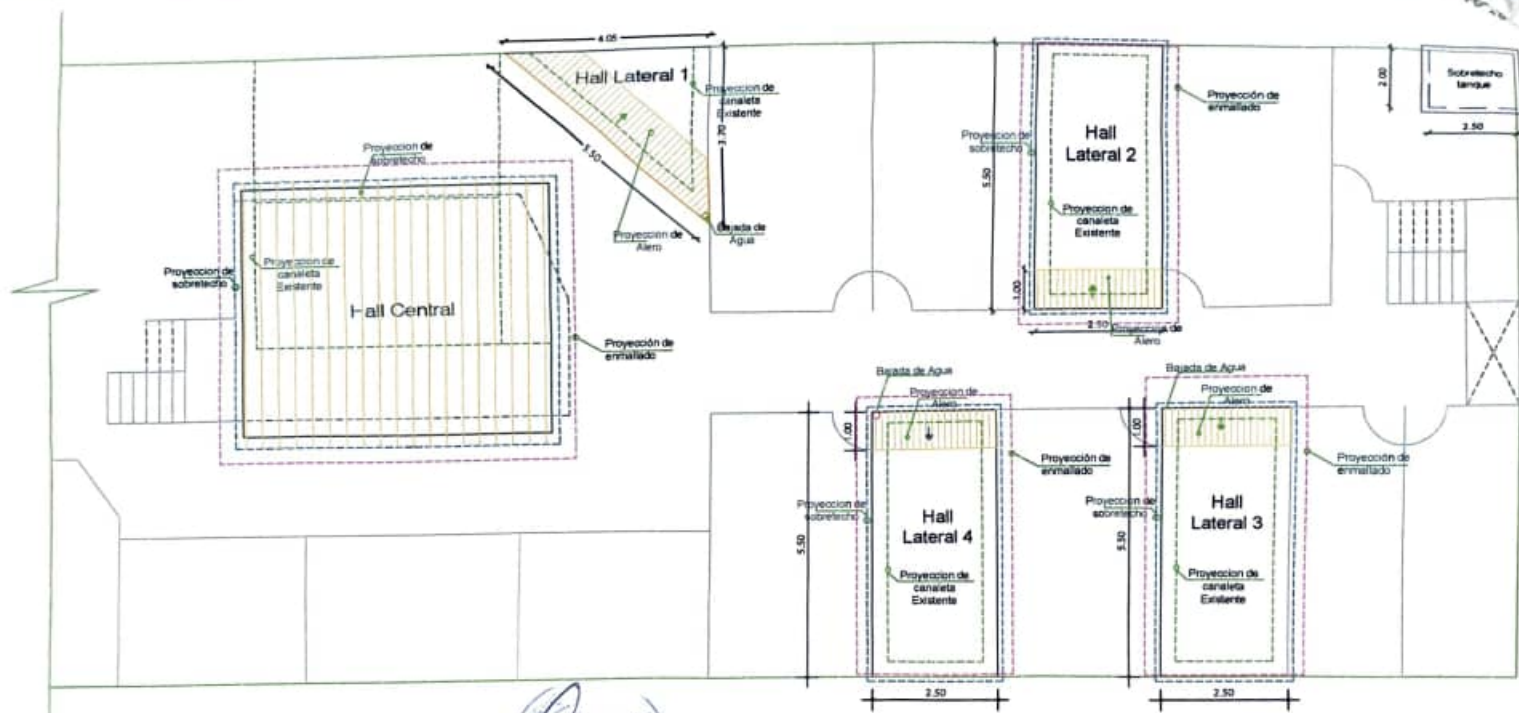 4.05
Hall Lateral 1
Proyeccion de
canaleta
Existente
3.70
5.50
Proyección de
Alero
Bajada de
Agua
Proyeccion de
sobretecho
Proyeccion de
sobretecho
Proyeccion de
canaleta
Existente
Hall Central
Proyección de
enmallado
5.50
Proyeccion de
sobretecho
Hall
Lateral 2
Proyección de
enmallado
Proyeccion de
canaleta
Existente
1.00
2.50
Proyeccion de
Alero
2.00
Sobretecho
tanque
2.50
Bajada de Agua
Proyección de
Alero
1.00
Proyección de
enmallado
Proyeccion de
sobretecho
Hall
Lateral 4
5.50
Proyeccion de
canaleta
Existente
2.50
Bajada de Agua
Proyección de
Alero
1.00
Proyección de
enmallado
Proyeccion de
sobretecho
Hall
Lateral 3
5.50
Proyeccion de
canaleta
Existente
2.50